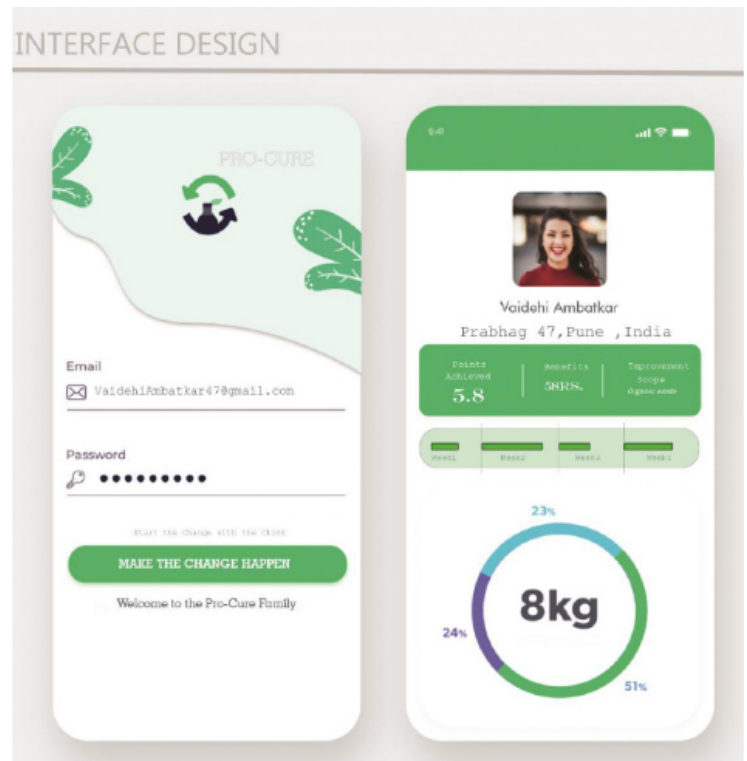 INTERFACE DESIGN
PRO-CURE
Email
VaidehiAmbatkar47@gmail.com
Password
Start the Change with the Click
MAKE THE CHANGE HAPPEN
Welcome to the Pro-Cure Family
9:41
Vaidehi Ambatkar
Prabhag 47,Pune ,India
Points
Achieved
5.8
Benefits
58RS.
Improvement
Scope
Week1
Week2
Week3
23%
8kg
24%
51%